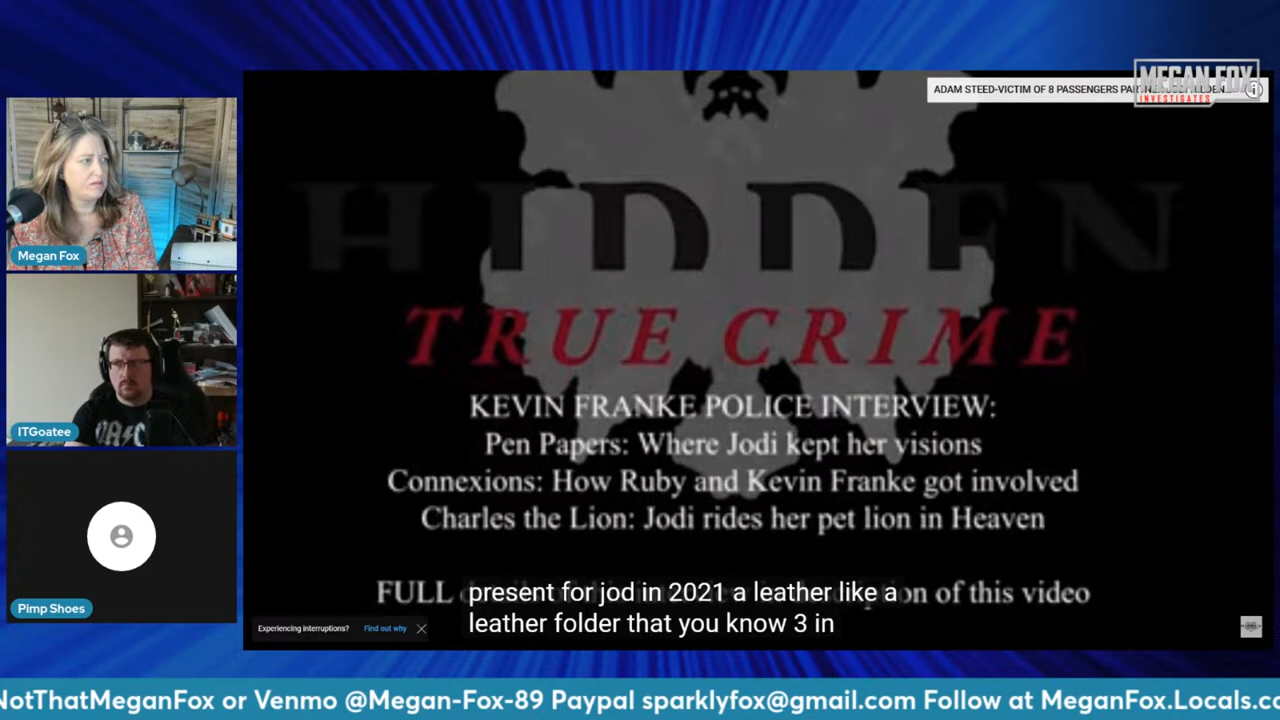 MEGAN FOX
INVESTIGATES
ADAM STEED-VICTIM OF 8 PASSENGERS
Megan Fox
ITGoatee
Pimp Shoes
HIDDEN
TRUE CRIME
KEVIN FRANKE POLICE INTERVIEW:
Pen Papers: Where Jodi kept her visions
Connexions: How Ruby and Kevin Franke got involved
Charles the Lion: Jodi rides her pet lion in Heaven
FULL on of this video
present for jod in 2021 a leather like a
leather folder that you know 3 in
Experiencing interruptions? Find out why
NotThatMeganFox or Venmo @Megan-Fox-89 Paypal sparklyfox@gmail.com Follow at MeganFox.Locals.co